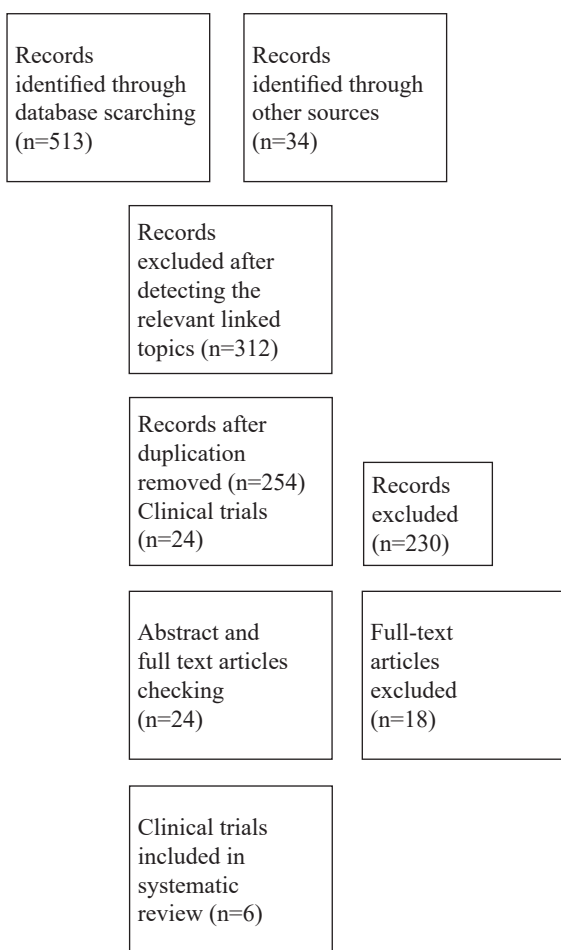 Records
identified through
database scarching
(n=513)
Records
identified through
other sources
(n=34)
Records
excluded after
detecting the
relevant linked
topics (n=312)
Records after
duplication
removed (n=254)
Clinical trials
(n=24)
Records
excluded
(n=230)
Abstract and
full text articles
checking
(n=24)
Full-text
articles
excluded
(n=18)
Clinical trials
included in
systematic
review (n=6)